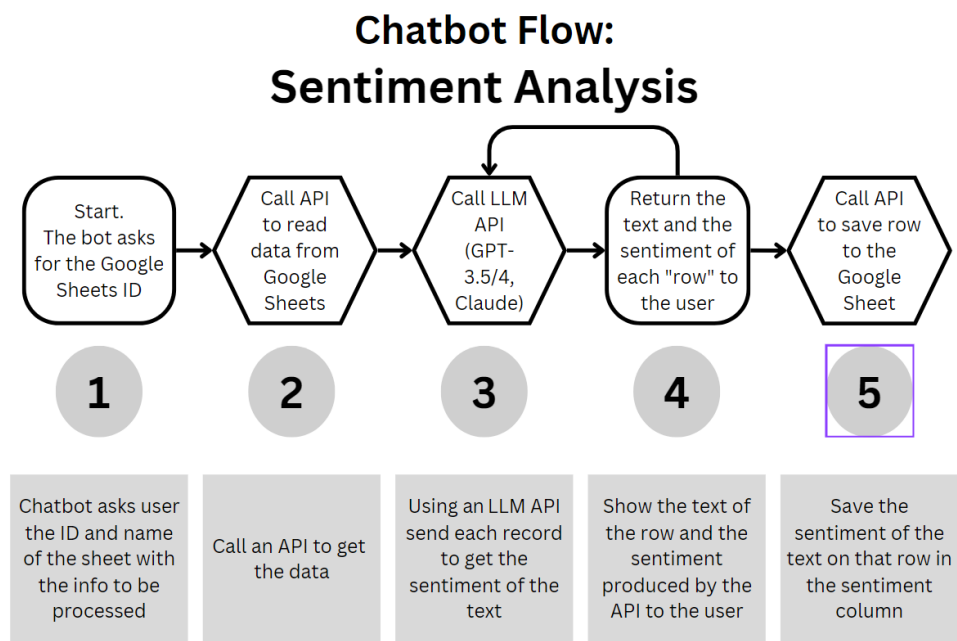 Chatbot Flow:
Sentiment Analysis
Start.
The bot asks
for the Google
Sheets ID
Call API
to read
data from
Google
Sheets
Call LLM
API
(GPT-
3.5/4,
Claude)
Return the
text and the
sentiment of
each "row" to
the user
Call API
to save row
to the
Google
Sheet
1
2
3
4
5
Chatbot asks user
the ID and name
of the sheet with
the info to be
processed
Call an API to get
the data
Using an LLM API
send each record
to get the
sentiment of the
text
Show the text of
the row and the
sentiment
produced by the
API to the user
Save the
sentiment of the
text on that row in
the sentiment
column